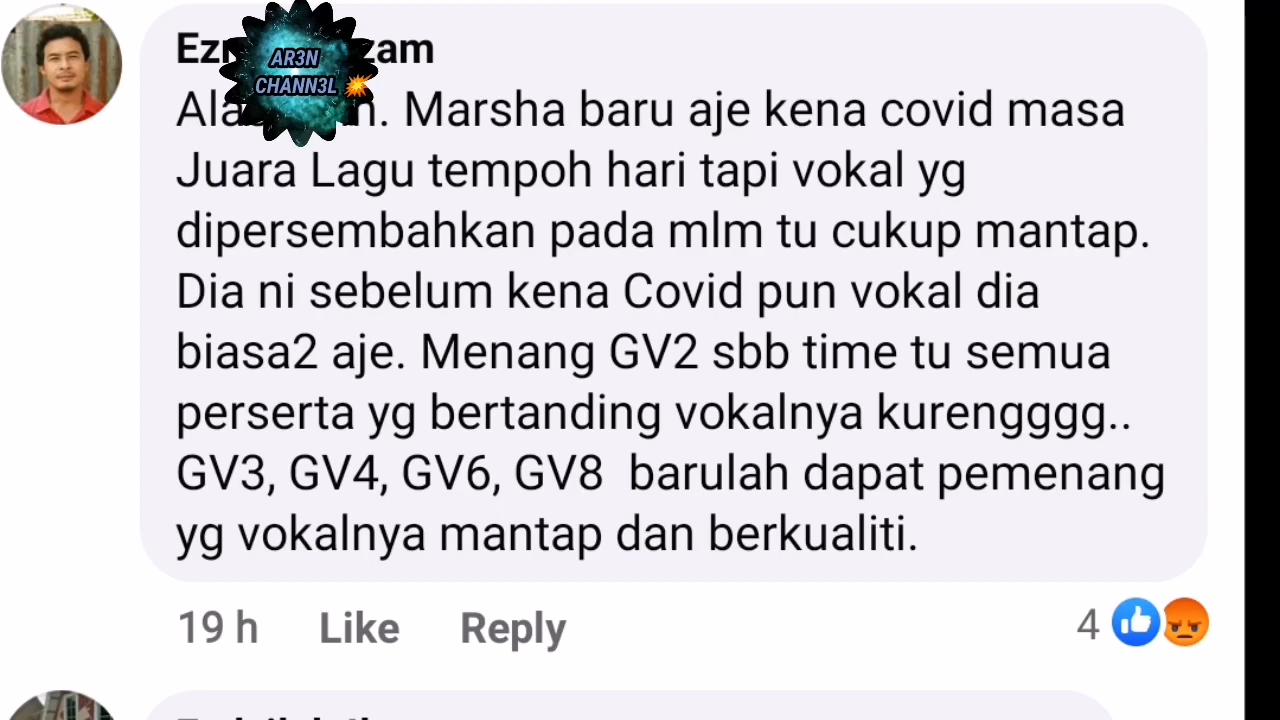 AR3N
CHANN3L
. Marsha baru aje kena covid masa
Juara Lagu tempoh hari tapi vokal yg
dipersembahkan pada mlm tu cukup mantap.
Dia ni sebelum kena Covid pun vokal dia
biasa2 aje. Menang GV2 sbb time tu semua
perserta yg bertanding vokalnya kurengggg..
GV3, GV4, GV6, GV8 barulah dapat pemenang
yg vokalnya mantap dan berkualiti.
19 h Like Reply 4